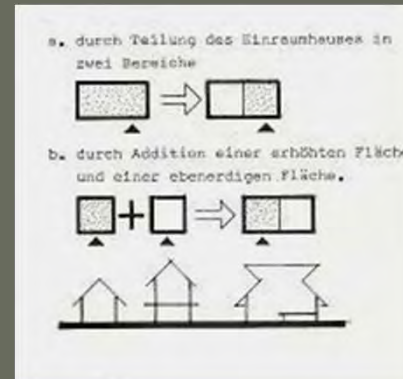 a. durch Teilung des Einraumhauses in
zwei Bereiche
b. durch Addition einer erhöhten Fläche
und einer ebenerdigen Fläche.